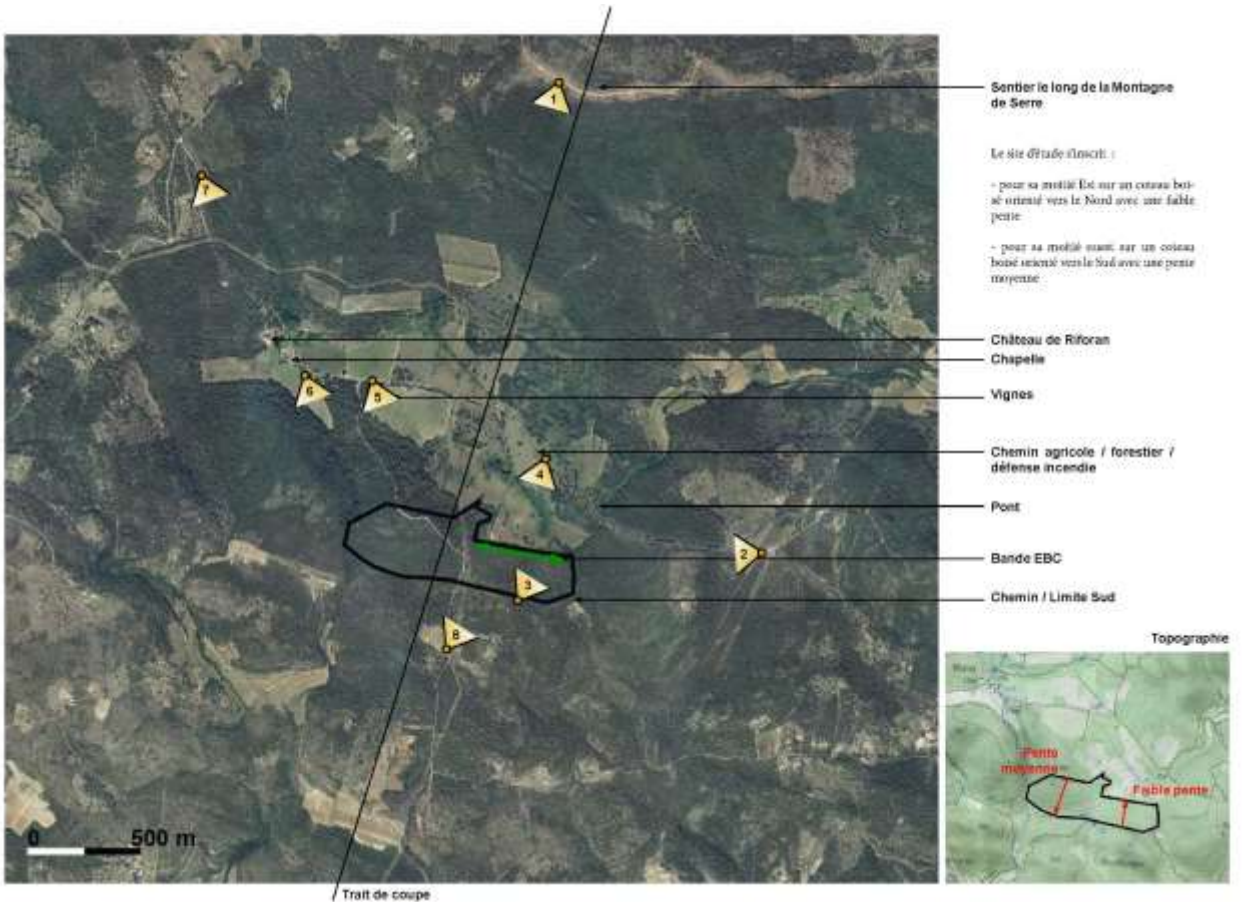 Sentier le long de la Montagne
de Serre
Le site d'étude s'inscrit :
- pour sa moitié Est sur un coteau boi-
sé orienté vers le Nord avec une faible
pente
- pour sa moitié ouest sur un coteau
boisé orienté vers le Sud avec une pente
moyenne
1
7
Château de Riforan
Chapelle
6
5
Vignes
Chemin agricole / forestier /
défense incendie
4
Pont
2
Bande EBC
3
Chemin / Limite Sud
8
Topographie
Pente
moyenne
Faible pente
0 500 m
Trait de coupe